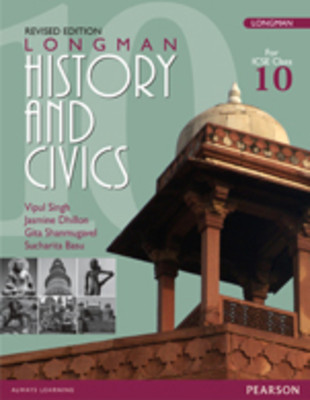 LONGMAN
REVISED EDITION
LONGMAN
For
ICSE Class
10
HISTORY
AND
CIVICS
Vipul Singh
Jasmine Dhillon
Gita Shanmugavel
Sucharita Basu
ALWAYS LEARNING
PEARSON
10